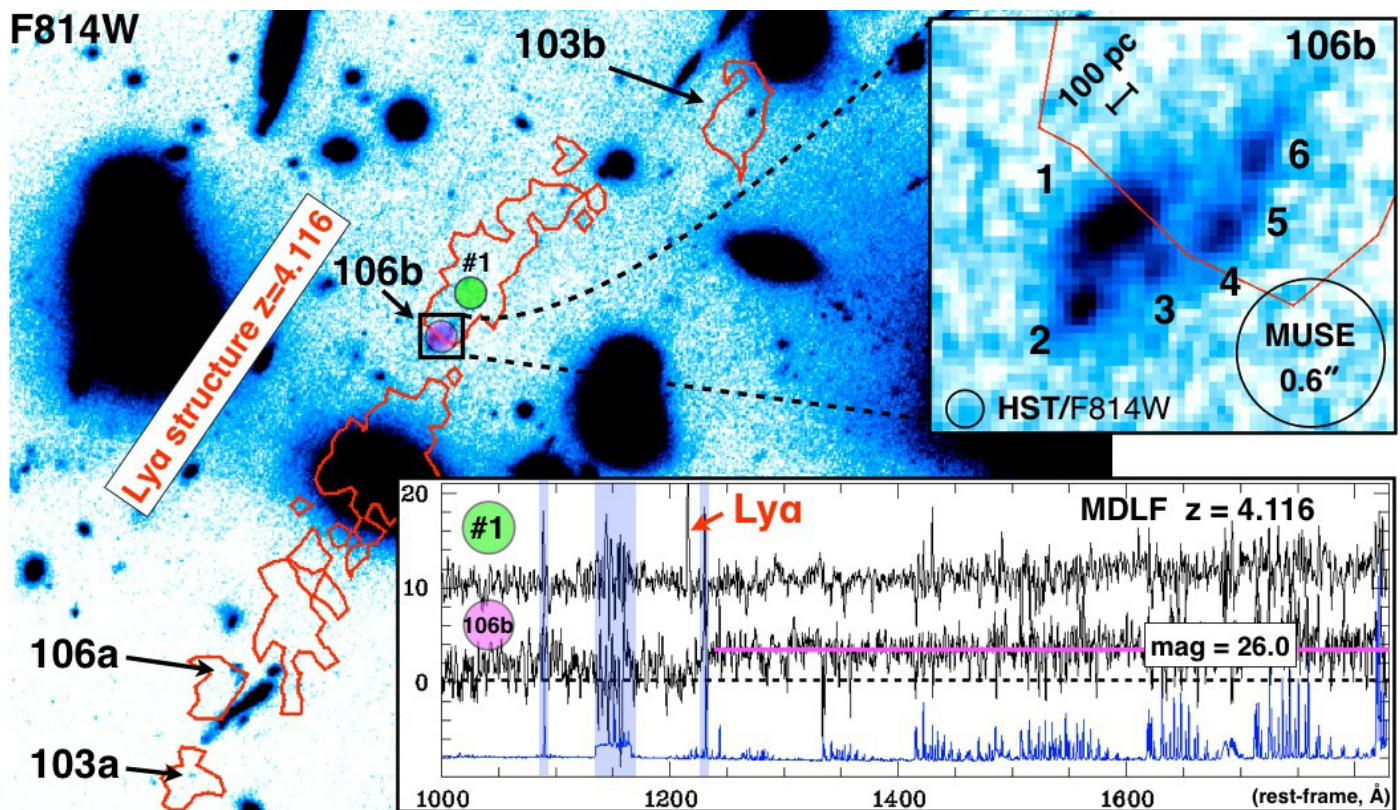 F814W
103b
106b
#1
Lyα structure z=4.116
106a
103a
106b
100 pc
1
2
3
4
5
6
MUSE
0.6″
HST/F814W
20
10
0
#1
106b
Lyα
MDLF z = 4.116
mag = 26.0
1000
1200
1400
1600
(rest-frame, Å)